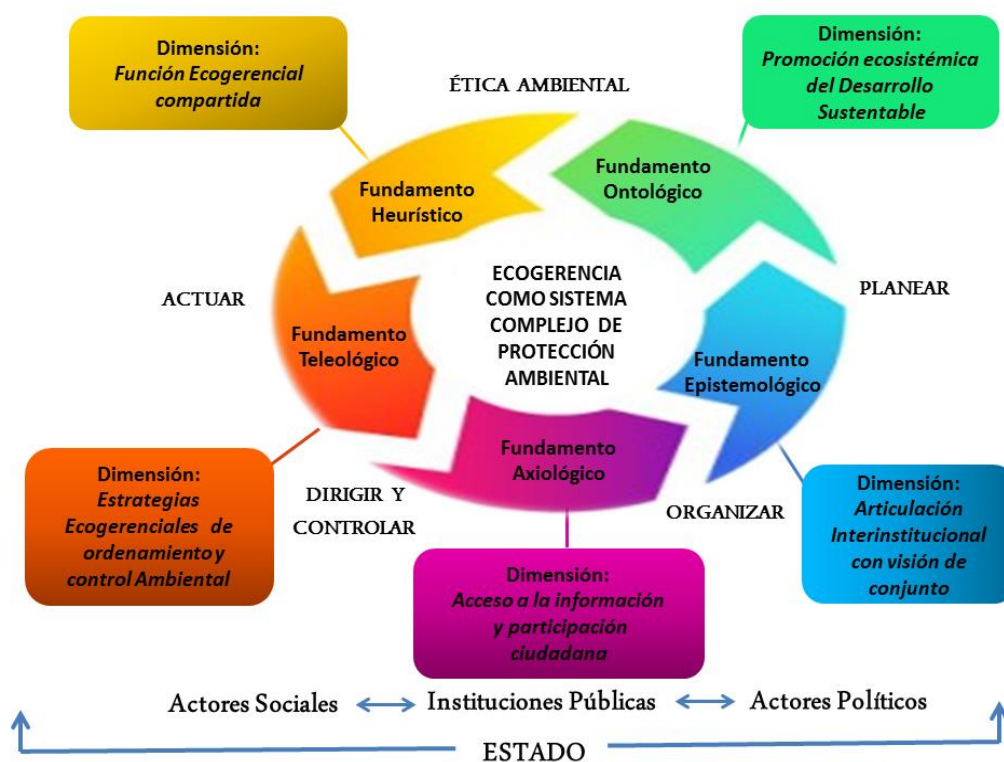 Dimensión:
Función Ecogerencial
compartida
Dimensión:
Promoción ecosistémica
del Desarrollo
Sustentable
ÉTICA AMBIENTAL
Fundamento
Heurístico
Fundamento
Ontológico
ACTUAR
PLANEAR
ECOGERENCIA
COMO SISTEMA
COMPLEJO DE
PROTECCIÓN
AMBIENTAL
Fundamento
Teleológico
Fundamento
Epistemológico
Fundamento
Axiológico
DIRIGIR Y
CONTROLAR
ORGANIZAR
Dimensión:
Estrategias
Ecogerenciales de
ordenamiento y
control Ambiental
Dimensión:
Acceso a la información
y participación
ciudadana
Dimensión:
Articulación
Interinstitucional
con visión de
conjunto
Actores Sociales Instituciones Públicas Actores Políticos
ESTADO